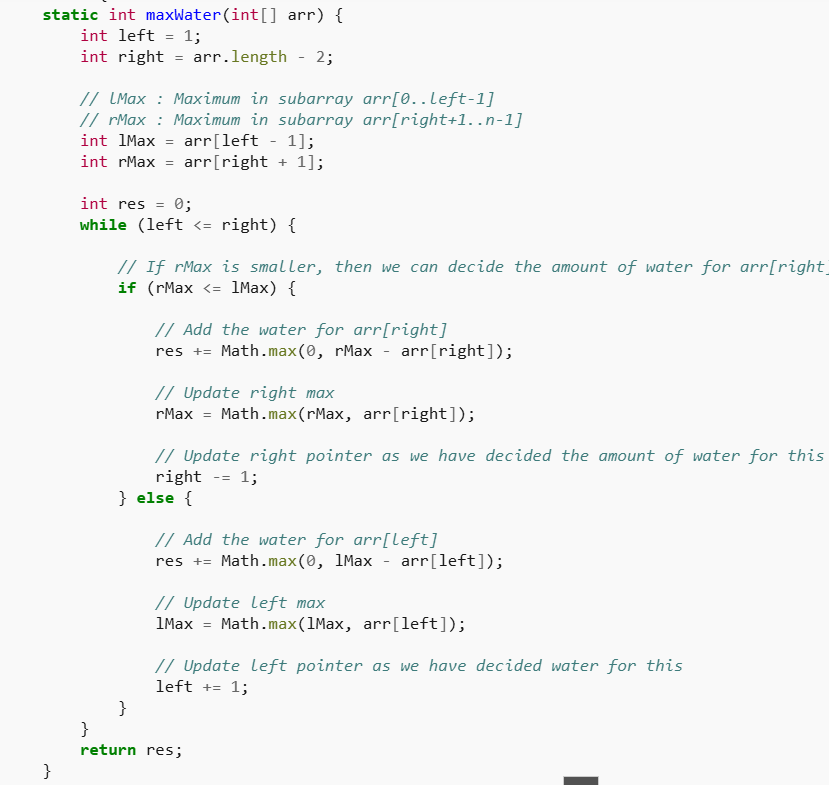 static int maxWater(int[] arr) {
int left = 1;
int right = arr.length - 2;
// lMax : Maximum in subarray arr[0..left-1]
// rMax : Maximum in subarray arr[right+1..n-1]
int lMax = arr[left - 1];
int rMax = arr[right + 1];
int res = 0;
while (left <= right) {
// If rMax is smaller, then we can decide the amount of water for arr[right]
if (rMax <= lMax) {
// Add the water for arr[right]
res += Math.max(0, rMax - arr[right]);
// Update right max
rMax = Math.max(rMax, arr[right]);
// Update right pointer as we have decided the amount of water for this
right -= 1;
} else {
// Add the water for arr[left]
res += Math.max(0, lMax - arr[left]);
// Update left max
lMax = Math.max(lMax, arr[left]);
// Update left pointer as we have decided water for this
left += 1;
}
}
return res;
}